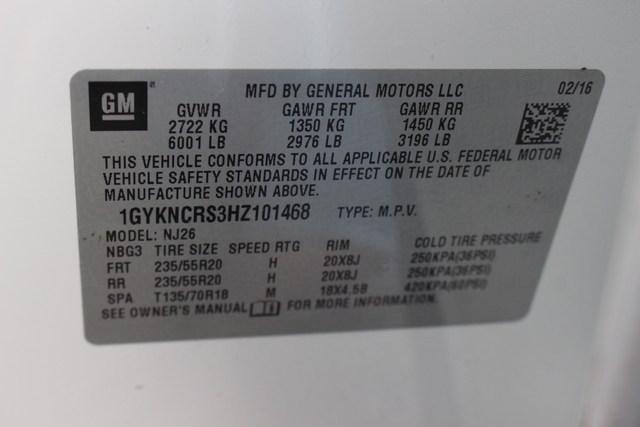 GM ® MFD BY GENERAL MOTORS LLC 02/16
GVWR GAWR FRT GAWR RR
2722 KG 1350 KG 1450 KG
6001 LB 2976 LB 3196 LB
THIS VEHICLE CONFORMS TO ALL APPLICABLE U.S. FEDERAL MOTOR
VEHICLE SAFETY STANDARDS IN EFFECT ON THE DATE OF
MANUFACTURE SHOWN ABOVE.
1GYKNCRS3HZ101468 TYPE: M.P.V.
MODEL: NJ26
NBG3 TIRE SIZE SPEED RTG RIM COLD TIRE PRESSURE
FRT 235/55R20 H 20X8J 250KPA(36PSI)
RR 235/55R20 H 20X8J 250KPA(36PSI)
SPA T135/70R18 M 18X4.5B 420KPA(60PSI)
SEE OWNER'S MANUAL FOR MORE INFORMATION.